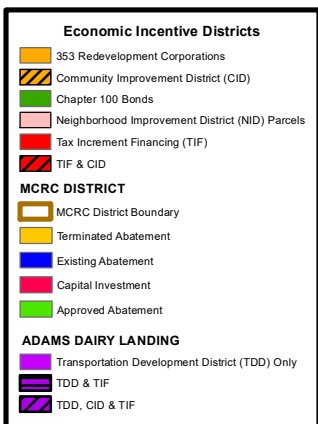 Economic Incentive Districts
353 Redevelopment Corporations
Community Improvement District (CID)
Chapter 100 Bonds
Neighborhood Improvement District (NID) Parcels
Tax Increment Financing (TIF)
TIF & CID
MCRC DISTRICT
MCRC District Boundary
Terminated Abatement
Existing Abatement
Capital Investment
Approved Abatement
ADAMS DAIRY LANDING
Transportation Development District (TDD) Only
TDD & TIF
TDD, CID & TIF